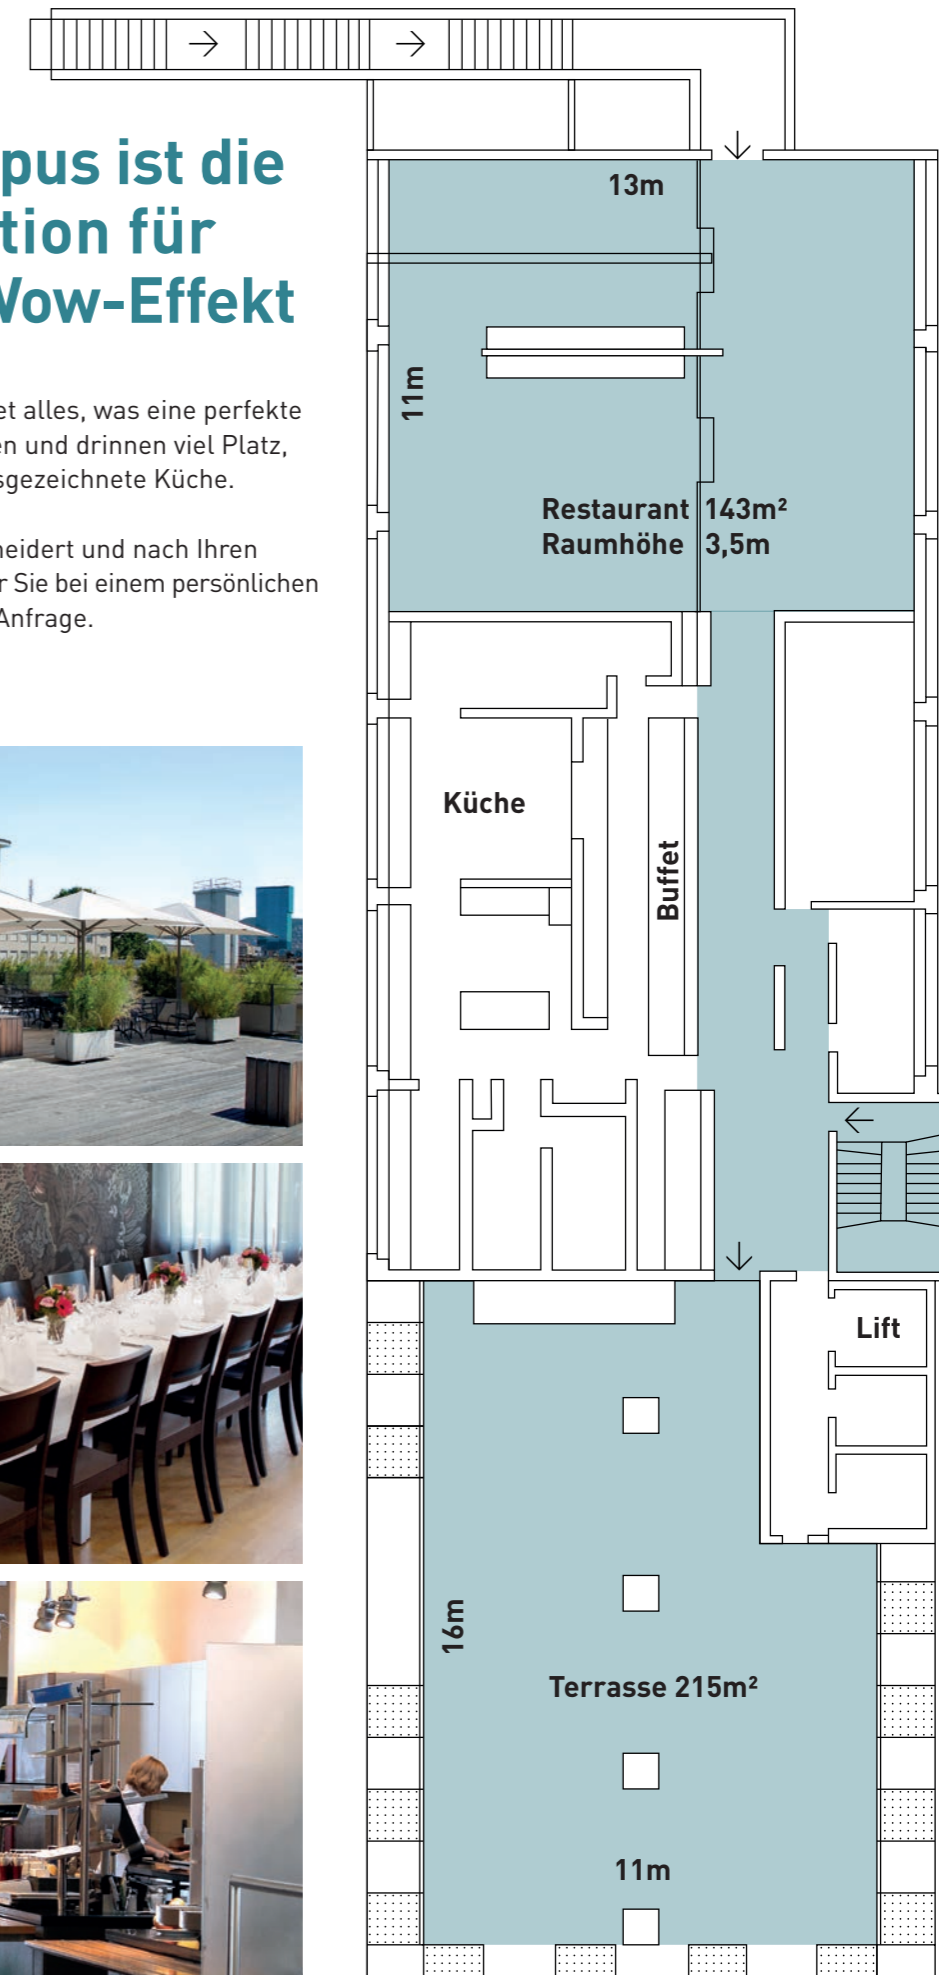 pus ist die
tion für
Wow-Effekt
et alles, was eine perfekte
en und drinnen viel Platz,
sgezeichnete Küche.
neidert und nach Ihren
r Sie bei einem persönlichen
Anfrage.
13m
11m
Restaurant 143m²
Raumhöhe 3,5m
Küche
Buffet
Lift
16m
Terrasse 215m²
11m